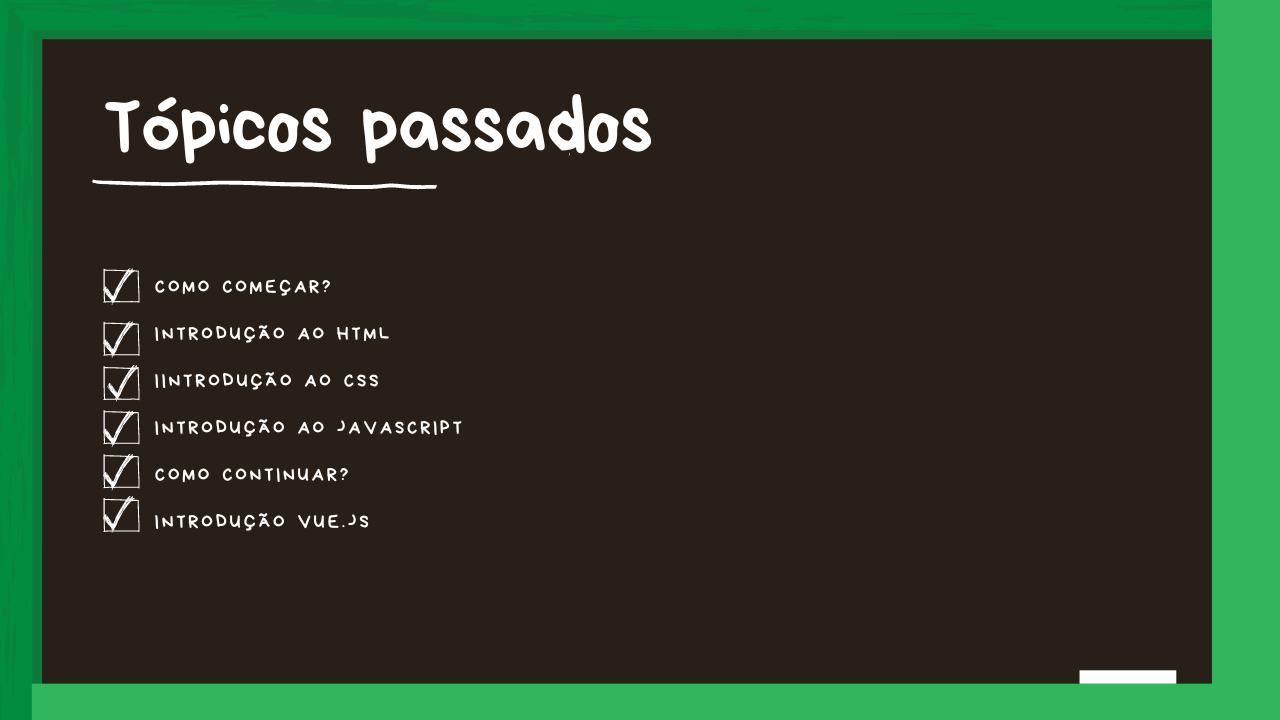 Tópicos passados
COMO COMEÇAR?
INTRODUÇÃO AO HTML
IINTRODUÇÃO AO CSS
INTRODUÇÃO AO JAVASCRIPT
COMO CONTINUAR?
INTRODUÇÃO VUE.JS